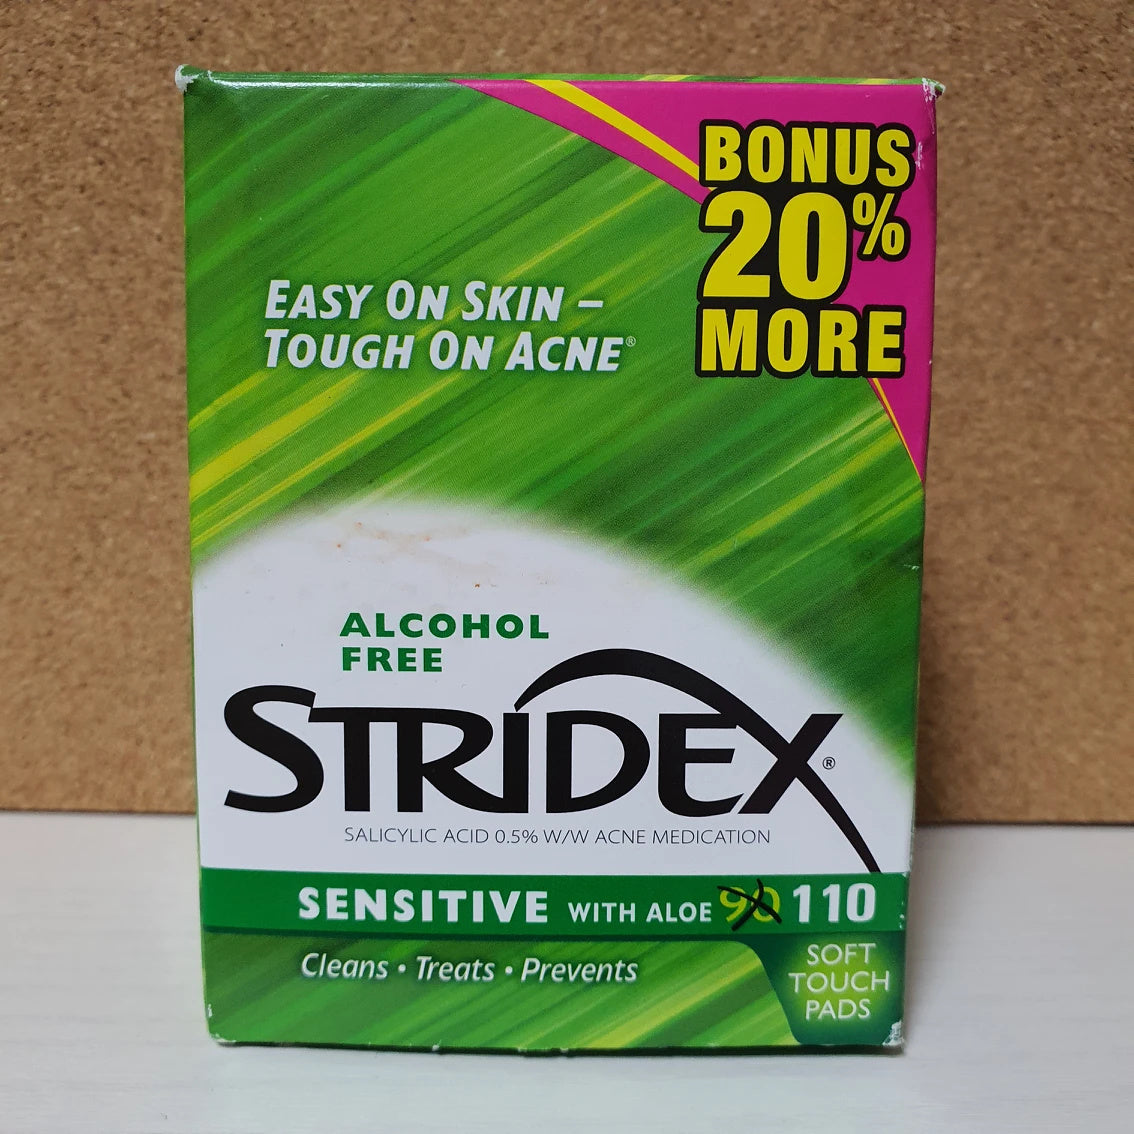 BONUS
20%
MORE
EASY ON SKIN –
TOUGH ON ACNE®
ALCOHOL
FREE
STRIDEX®
SALICYLIC ACID 0.5% W/W ACNE MEDICATION
SENSITIVE WITH ALOE 90 110
SOFT
TOUCH
PADS
Cleans • Treats • Prevents